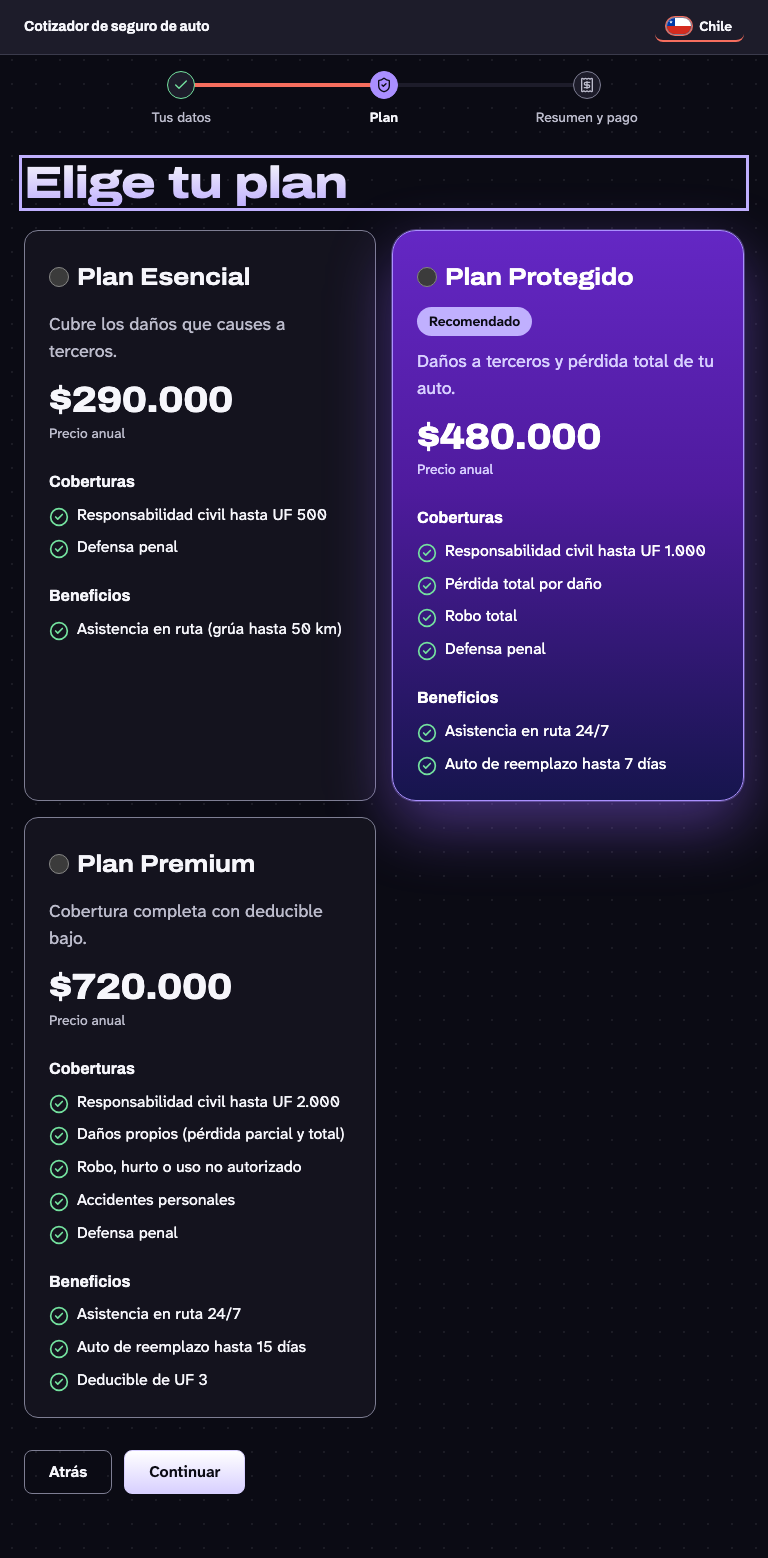 Cotizador de seguro de auto
Chile
Tus datos
Plan
Resumen y pago
Elige tu plan
Plan Esencial
Cubre los daños que causes a
terceros.
$290.000
Precio anual
Coberturas
Responsabilidad civil hasta UF 500
Defensa penal
Beneficios
Asistencia en ruta (grúa hasta 50 km)
Plan Protegido
Recomendado
Daños a terceros y pérdida total de tu
auto.
$480.000
Precio anual
Coberturas
Responsabilidad civil hasta UF 1.000
Pérdida total por daño
Robo total
Defensa penal
Beneficios
Asistencia en ruta 24/7
Auto de reemplazo hasta 7 días
Plan Premium
Cobertura completa con deducible
bajo.
$720.000
Precio anual
Coberturas
Responsabilidad civil hasta UF 2.000
Daños propios (pérdida parcial y total)
Robo, hurto o uso no autorizado
Accidentes personales
Defensa penal
Beneficios
Asistencia en ruta 24/7
Auto de reemplazo hasta 15 días
Deducible de UF 3
Atrás
Continuar